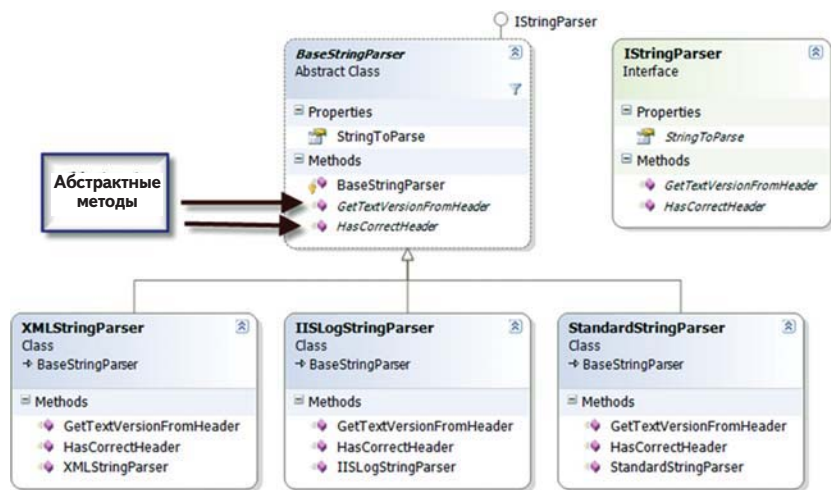 IStringParser
BaseStringParser
Abstract Class
Properties
StringToParse
Methods
BaseStringParser
GetTextVersionFromHeader
HasCorrectHeader
IStringParser
Interface
Properties
StringToParse
Methods
GetTextVersionFromHeader
HasCorrectHeader
Абстрактные
методы
XMLStringParser
Class
BaseStringParser
Methods
GetTextVersionFromHeader
HasCorrectHeader
XMLStringParser
IISLogStringParser
Class
BaseStringParser
Methods
GetTextVersionFromHeader
HasCorrectHeader
IISLogStringParser
StandardStringParser
Class
BaseStringParser
Methods
GetTextVersionFromHeader
HasCorrectHeader
StandardStringParser